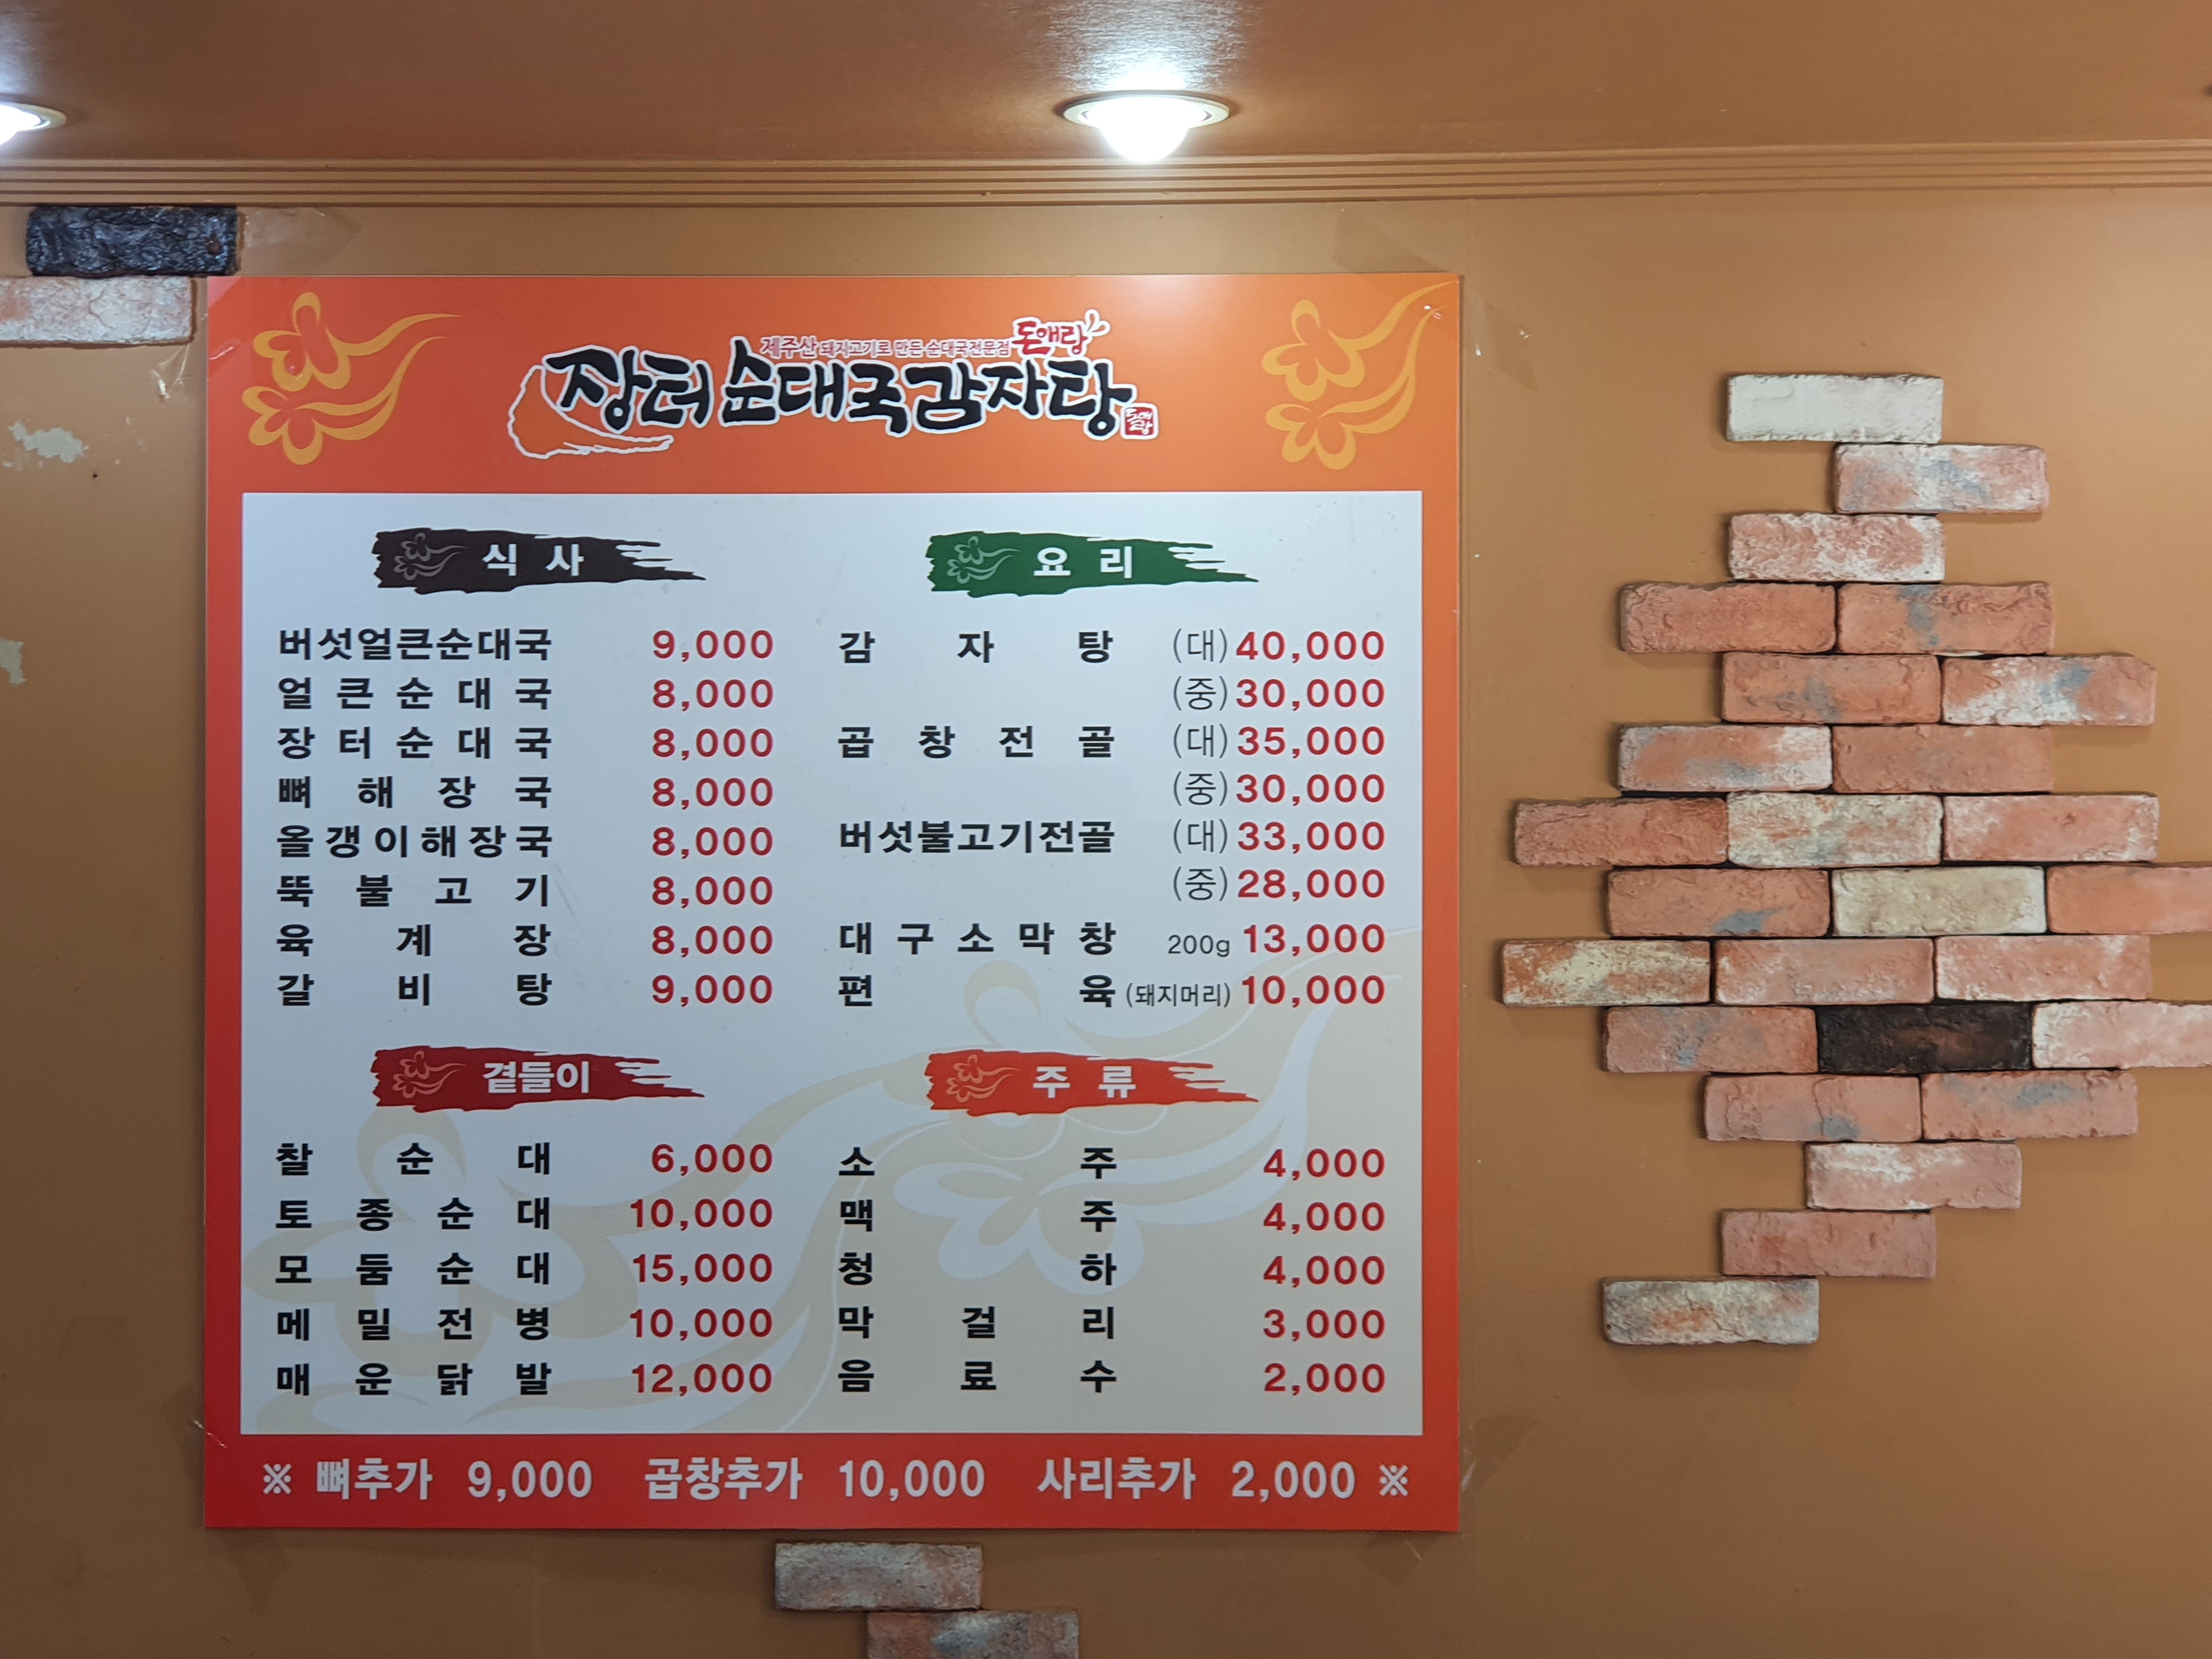 제주산 돼지고기로 만든 순대국전문점 돈애랑
장터순대국감자탕
돈애랑
식사
버섯얼큰순대국 9,000
얼큰순대국 8,000
장터순대국 8,000
뼈해장국 8,000
올갱이해장국 8,000
뚝불고기 8,000
육계장 8,000
갈비탕 9,000
요리
감자탕 (대) 40,000
(중) 30,000
곱창전골 (대) 35,000
(중) 30,000
버섯불고기전골 (대) 33,000
(중) 28,000
대구소막창 200g 13,000
편육 (돼지머리) 10,000
곁들이
찰순대 6,000
토종순대 10,000
모둠순대 15,000
메밀전병 10,000
매운닭발 12,000
주류
소주 4,000
맥주 4,000
청하 4,000
막걸리 3,000
음료수 2,000
※ 뼈추가 9,000 곱창추가 10,000 사리추가 2,000 ※